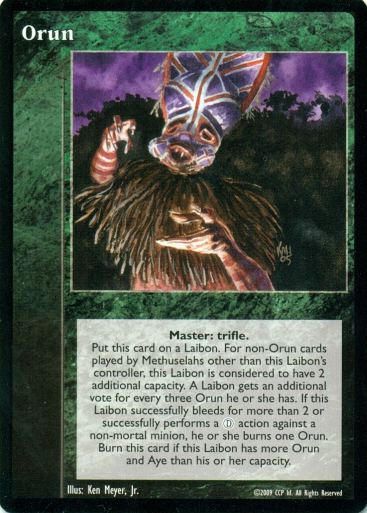 Orun
KMJ
05
Master: trifle.
Put this card on a Laibon. For non-Orun cards
played by Methuselahs other than this Laibon's
controller, this Laibon is considered to have 2
additional capacity. A Laibon gets an additional
vote for every three Orun he or she has. If this
Laibon successfully bleeds for more than 2 or
successfully performs a Ⓓ action against a
non-mortal minion, he or she burns one Orun.
Burn this card if this Laibon has more Orun
and Aye than his or her capacity.
Illus: Ken Meyer, Jr.
©2009 CCP hf. All Rights Reserved